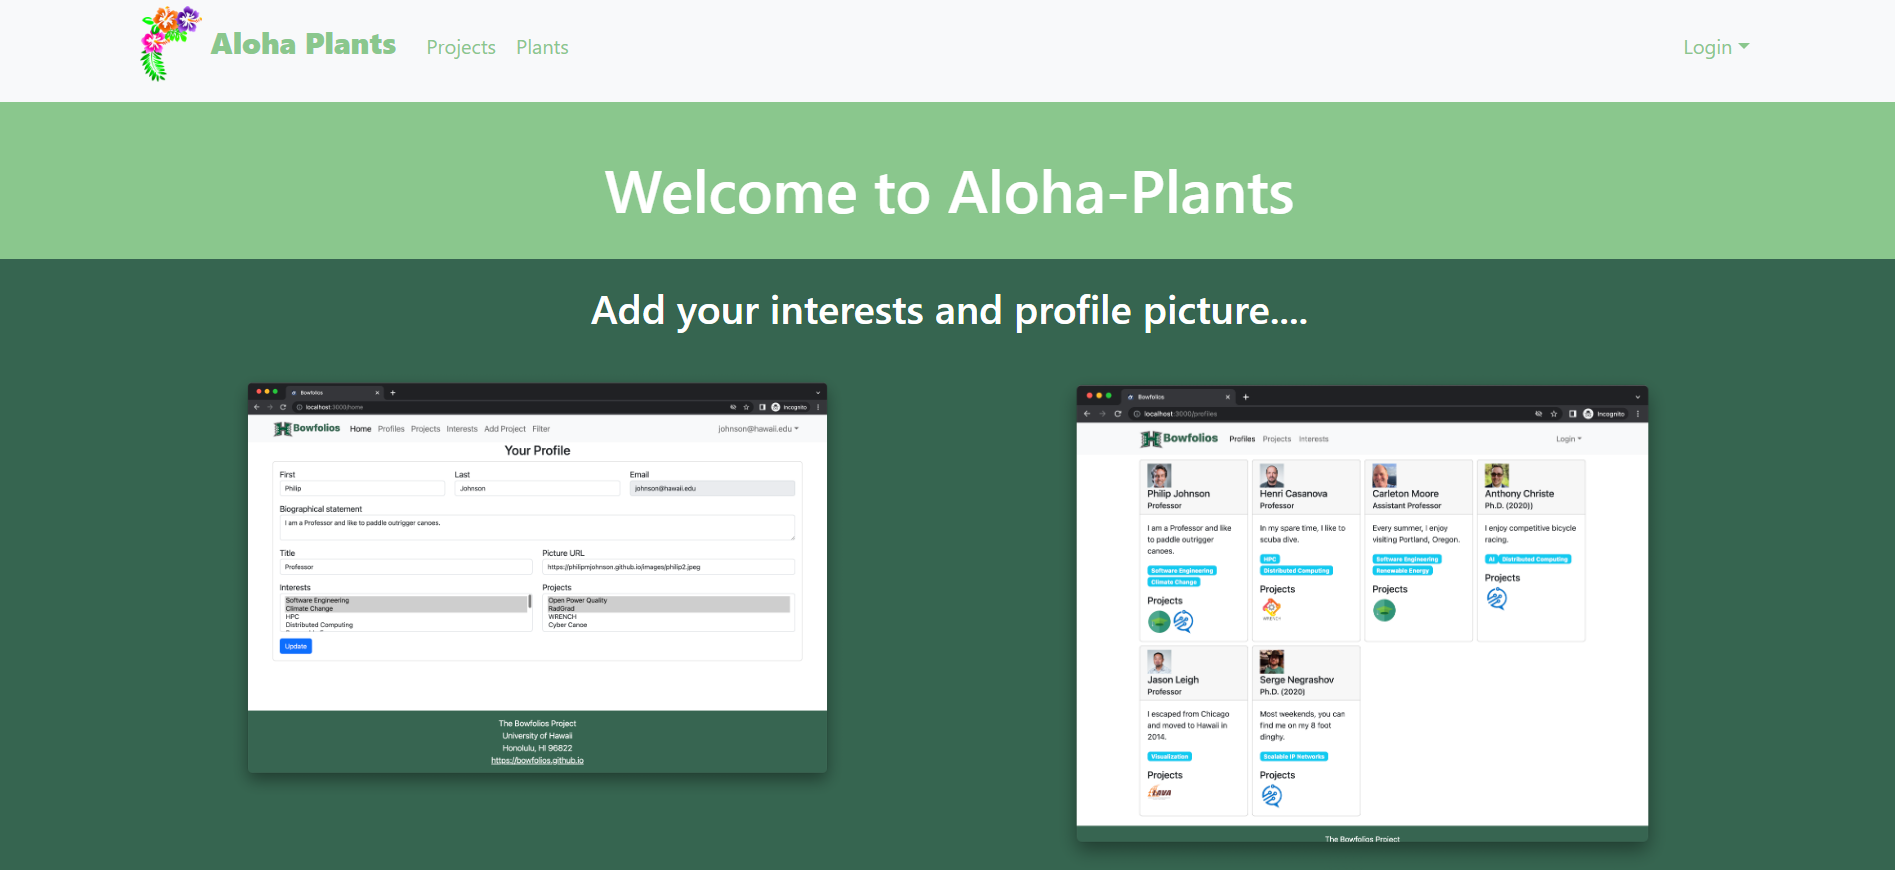 Aloha Plants Projects Plants Login
Welcome to Aloha-Plants
Add your interests and profile picture....
Bowfolios
localhost:3000/home Incognito
Bowfolios Home Profiles Projects Interests Add Project Filter johnson@hawaii.edu
Your Profile
First Last Email
Philip Johnson johnson@hawaii.edu
Biographical statement
I am a Professor and like to paddle outrigger canoes.
Title Picture URL
Professor https://philipmjohnson.github.io/images/philip2.jpeg
Interests Projects
Software Engineering Open Power Quality
Climate Change RadGrad
HPC WRENCH
Distributed Computing Cyber Canoe
Update
The Bowfolios Project
University of Hawaii
Honolulu, HI 96822
https://bowfolios.github.io
Bowfolios
localhost:3000/profiles Incognito
Bowfolios Profiles Projects Interests Login
Philip Johnson
Professor
I am a Professor and like
to paddle outrigger
canoes.
Software Engineering
Climate Change
Projects
Henri Casanova
Professor
In my spare time, I like to
scuba dive.
HPC
Distributed Computing
Projects
WRENCH
Carleton Moore
Assistant Professor
Every summer, I enjoy
visiting Portland, Oregon.
Software Engineering
Renewable Energy
Projects
Anthony Christe
Ph.D. (2020))
I enjoy competitive bicycle
racing.
AI Distributed Computing
Projects
Jason Leigh
Professor
I escaped from Chicago
and moved to Hawaii in
2014.
Visualization
Projects
LAVA
Serge Negrashov
Ph.D. (2020)
Most weekends, you can
find me on my 8 foot
dinghy.
Scalable IP Networks
Projects
The Bowfolios Project